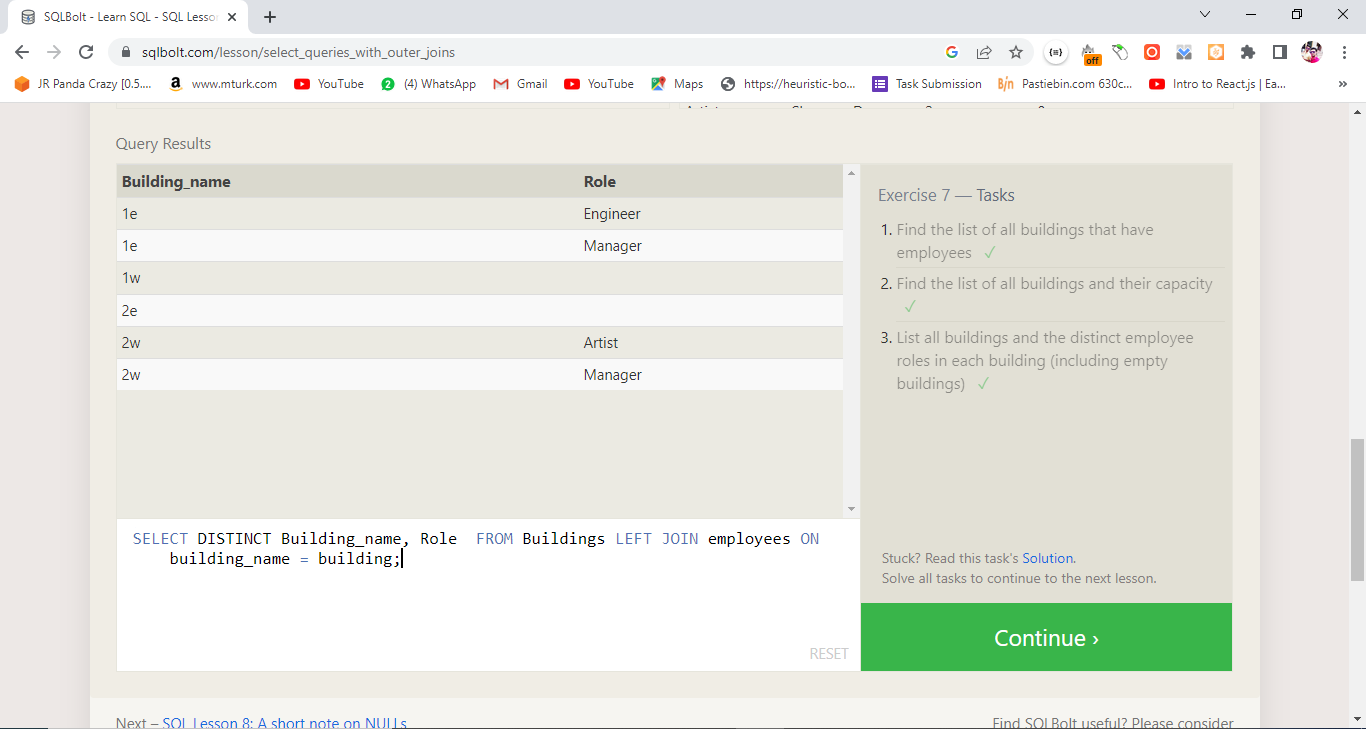 SQLBolt - Learn SQL - SQL Lesson
sqlbolt.com/lesson/select_queries_with_outer_joins
off
JR Panda Crazy [0.5.... www.mturk.com YouTube 2 (4) WhatsApp Gmail YouTube Maps https://heuristic-bo... Task Submission B/n Pastiebin.com 630c... Intro to React.js | Ea... »
Query Results
Building_name Role
1e Engineer
1e Manager
1w
2e
2w Artist
2w Manager
Exercise 7 — Tasks
1. Find the list of all buildings that have
employees ✓
2. Find the list of all buildings and their capacity
✓
3. List all buildings and the distinct employee
roles in each building (including empty
buildings) ✓
SELECT DISTINCT Building_name, Role  FROM Buildings LEFT JOIN employees ON
building_name = building;
RESET
Stuck? Read this task's Solution.
Solve all tasks to continue to the next lesson.
Continue ›
Next – SQL Lesson 8: A short note on NULLs
Find SQLBolt useful? Please consider